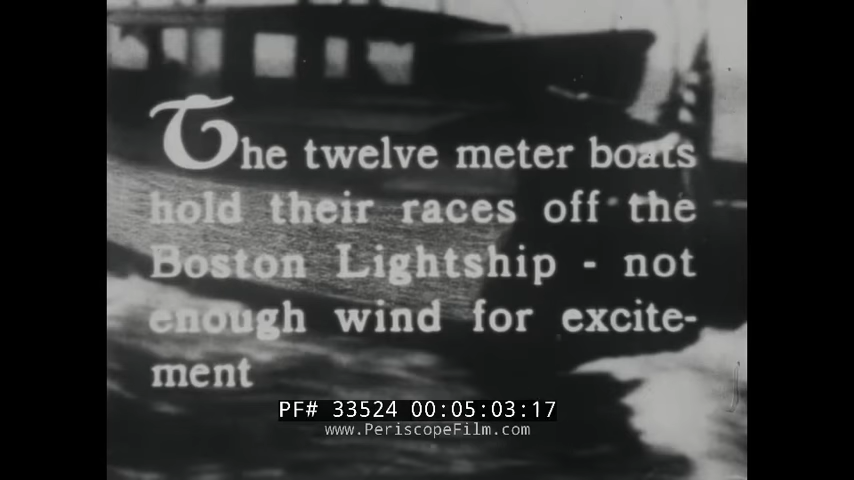 The twelve meter boats
hold their races off the
Boston Lightship - not
enough wind for excite-
ment
PF# 33524 00:05:03:17
www.PeriscopeFilm.com